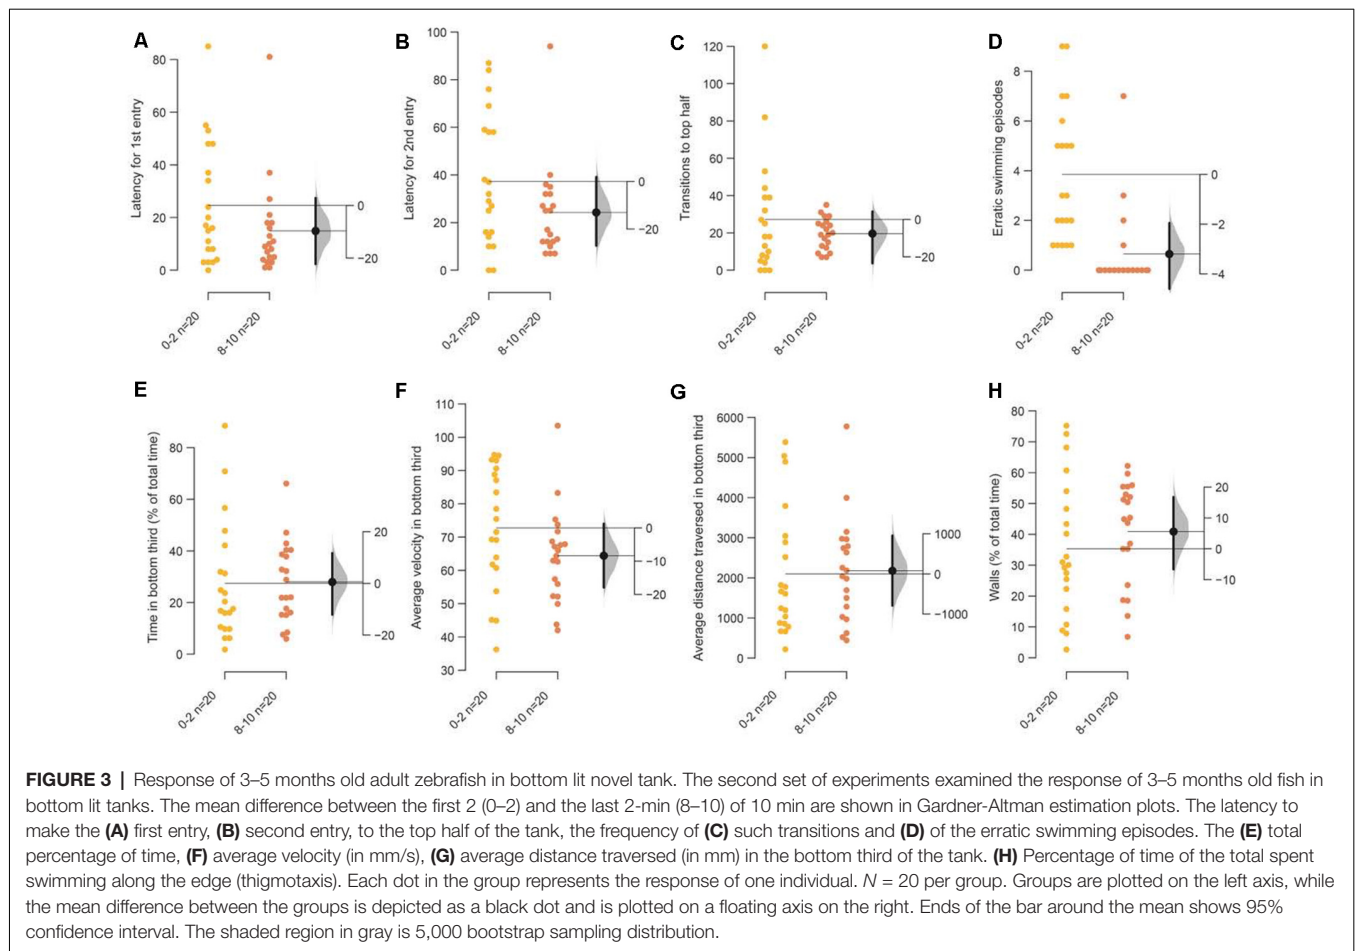 A
Latency for 1st entry
80
60
40
20
0
0
−20
0-2 n=20
8-10 n=20
B
Latency for 2nd entry
100
80
60
40
20
0
0
−20
0-2 n=20
8-10 n=20
C
Transitions to top half
120
100
80
60
40
20
0
0
−20
0-2 n=20
8-10 n=20
D
Erratic swimming episodes
8
6
4
2
0
0
−2
−4
0-2 n=20
8-10 n=20
E
Time in bottom third (% of total time)
80
60
40
20
0
20
0
−20
0-2 n=20
8-10 n=20
F
Average velocity in bottom third
110
100
90
80
70
60
50
40
30
0
−10
−20
0-2 n=20
8-10 n=20
G
Average distance traversed in bottom third
6000
5000
4000
3000
2000
1000
0
1000
0
−1000
0-2 n=20
8-10 n=20
H
Walls (% of total time)
80
70
60
50
40
30
20
10
0
20
10
0
−10
0-2 n=20
8-10 n=20
FIGURE 3 | Response of 3–5 months old adult zebrafish in bottom lit novel tank. The second set of experiments examined the response of 3–5 months old fish in
bottom lit tanks. The mean difference between the first 2 (0–2) and the last 2-min (8–10) of 10 min are shown in Gardner-Altman estimation plots. The latency to
make the (A) first entry, (B) second entry, to the top half of the tank, the frequency of (C) such transitions and (D) of the erratic swimming episodes. The (E) total
percentage of time, (F) average velocity (in mm/s), (G) average distance traversed (in mm) in the bottom third of the tank. (H) Percentage of time of the total spent
swimming along the edge (thigmotaxis). Each dot in the group represents the response of one individual. N = 20 per group. Groups are plotted on the left axis, while
the mean difference between the groups is depicted as a black dot and is plotted on a floating axis on the right. Ends of the bar around the mean shows 95%
confidence interval. The shaded region in gray is 5,000 bootstrap sampling distribution.